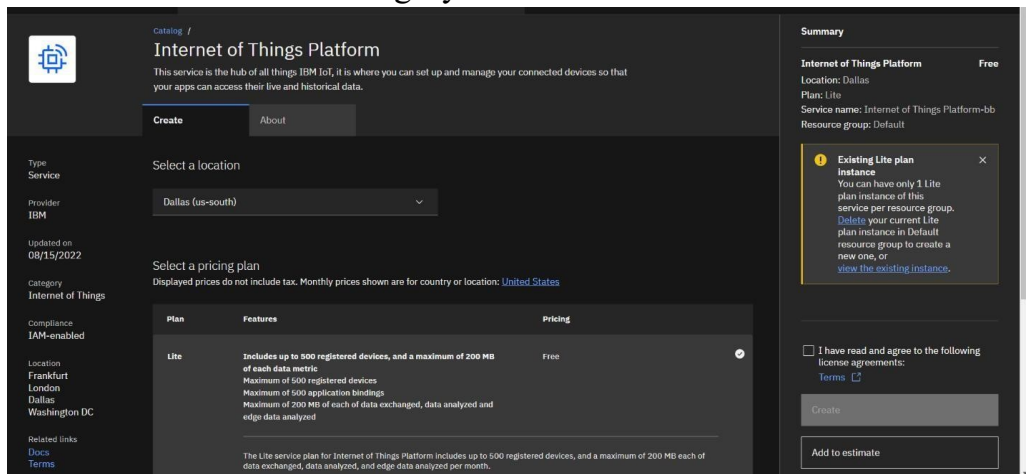 Catalog /
Internet of Things Platform
This service is the hub of all things IBM IoT, it is where you can set up and manage your connected devices so that
your apps can access their live and historical data.
Create
About
Type
Service
Provider
IBM
Updated on
08/15/2022
Category
Internet of Things
Compliance
IAM-enabled
Location
Frankfurt
London
Dallas
Washington DC
Related links
Docs
Terms
Select a location
Dallas (us-south)
Select a pricing plan
Displayed prices do not include tax. Monthly prices shown are for country or location: United States
Plan
Features
Pricing
Lite
Includes up to 500 registered devices, and a maximum of 200 MB
of each data metric
Maximum of 500 registered devices
Maximum of 500 application bindings
Maximum of 200 MB of each of data exchanged, data analyzed and
edge data analyzed
Free
The Lite service plan for Internet of Things Platform includes up to 500 registered devices, and a maximum of 200 MB each of
data exchanged, data analyzed, and edge data analyzed per month.
Summary
Internet of Things Platform Free
Location: Dallas
Plan: Lite
Service name: Internet of Things Platform-bb
Resource group: Default
Existing Lite plan
instance
You can have only 1 Lite
plan instance of this
service per resource group.
Delete your current Lite
plan instance in Default
resource group to create a
new one, or
view the existing instance.
I have read and agree to the following
license agreements:
Terms
Create
Add to estimate